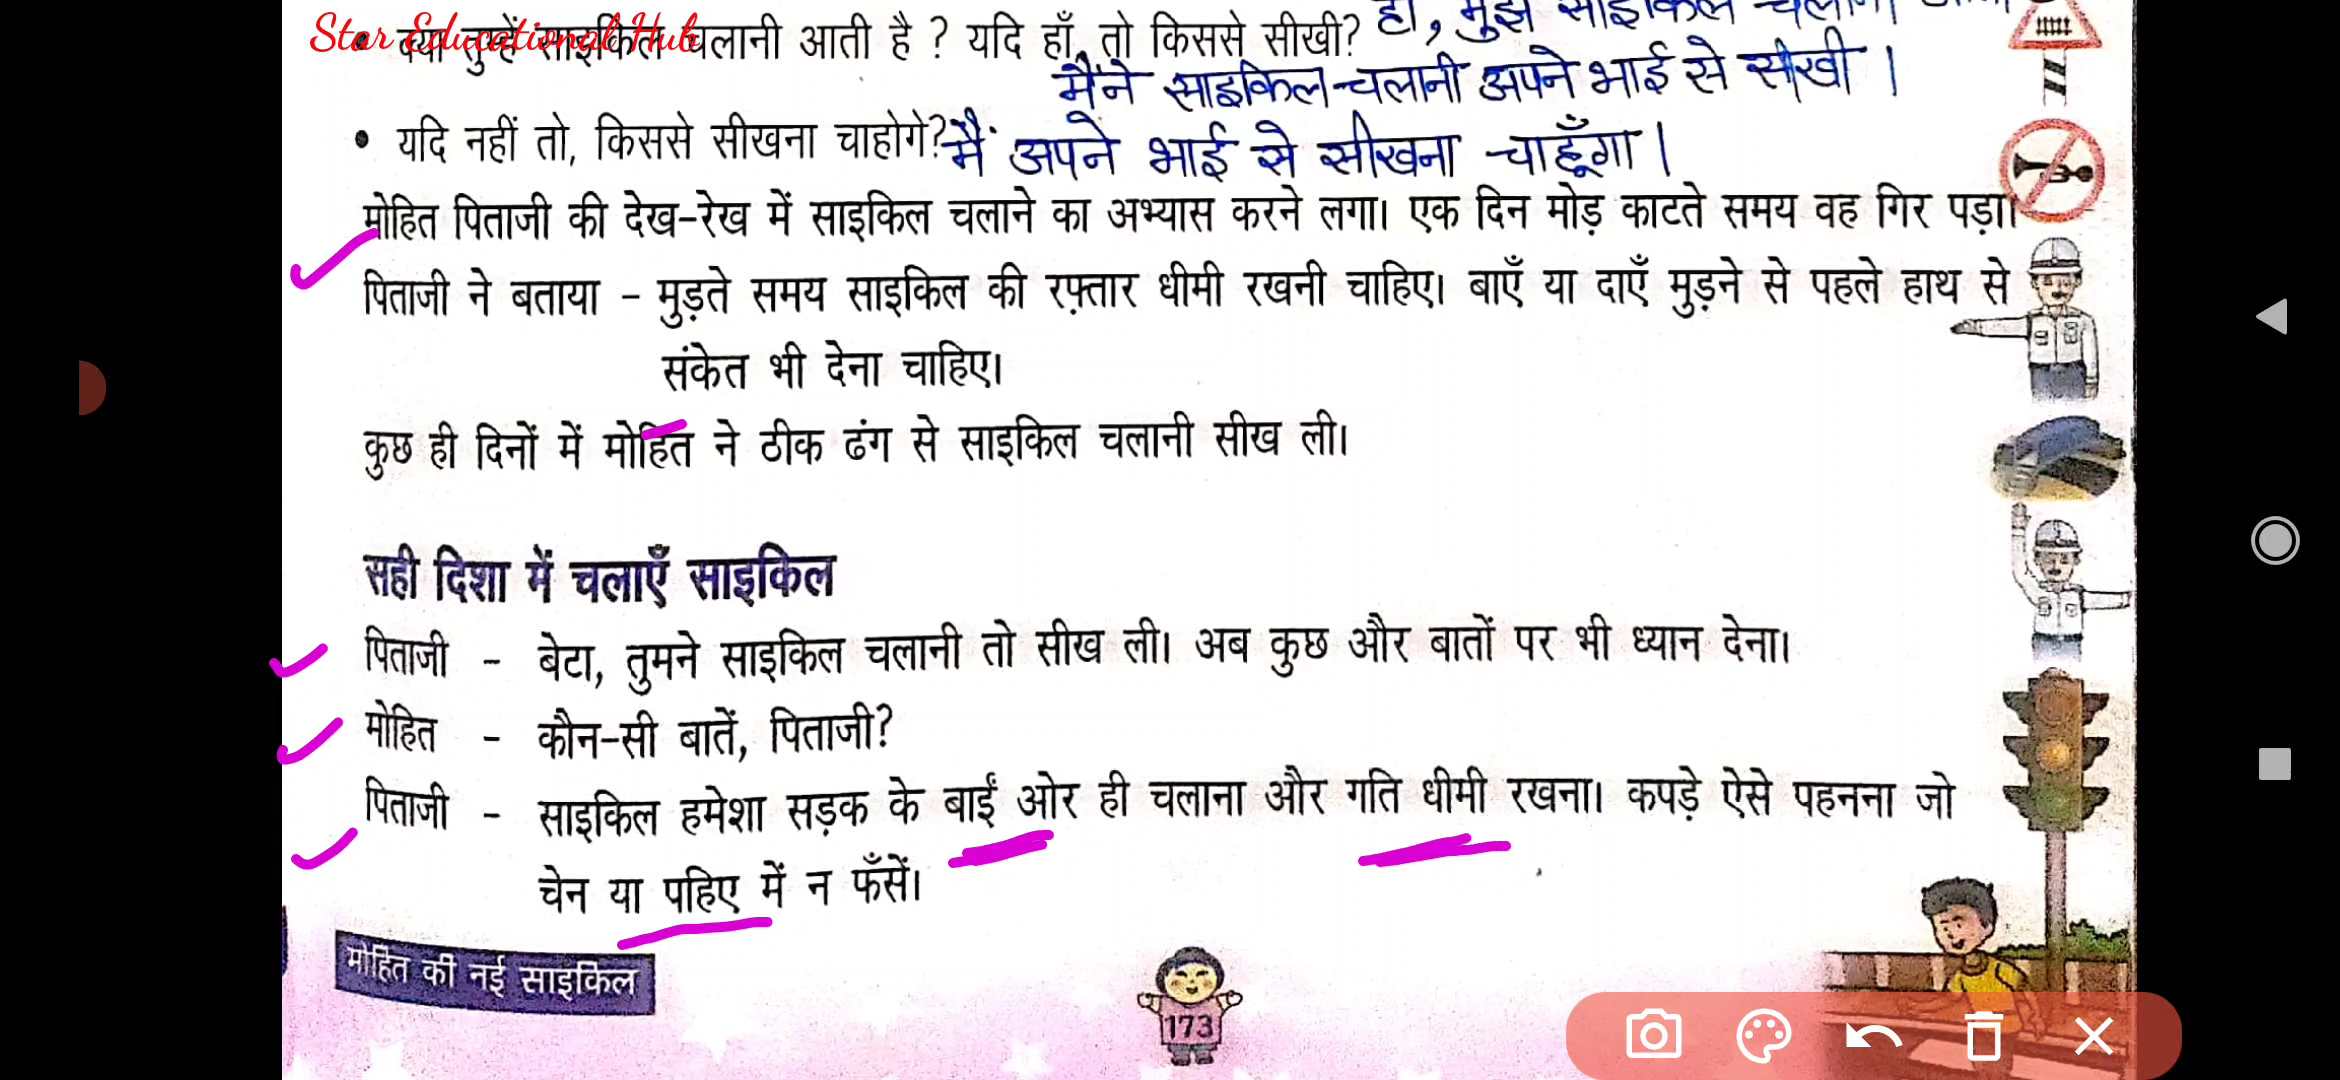 Star Educational Hub
• क्या तुम्हें साइकिल चलानी आती है ? यदि हाँ, तो किससे सीखी? हाँ, मुझे साइकिल चलानी
मैंने साइकिल चलानी अपने भाई से सीखी ।
• यदि नहीं तो, किससे सीखना चाहोगे? मैं अपने भाई से सीखना चाहूँगा ।
मोहित पिताजी की देख-रेख में साइकिल चलाने का अभ्यास करने लगा। एक दिन मोड़ काटते समय वह गिर पड़ा।
पिताजी ने बताया – मुड़ते समय साइकिल की रफ़्तार धीमी रखनी चाहिए। बाएँ या दाएँ मुड़ने से पहले हाथ से
संकेत भी देना चाहिए।
कुछ ही दिनों में मोहित ने ठीक ढंग से साइकिल चलानी सीख ली।
सही दिशा में चलाएँ साइकिल
पिताजी – बेटा, तुमने साइकिल चलानी तो सीख ली। अब कुछ और बातों पर भी ध्यान देना।
मोहित – कौन-सी बातें, पिताजी?
पिताजी – साइकिल हमेशा सड़क के बाईं ओर ही चलाना और गति धीमी रखना। कपड़े ऐसे पहनना जो
चेन या पहिए में न फँसें।
मोहित की नई साइकिल
173